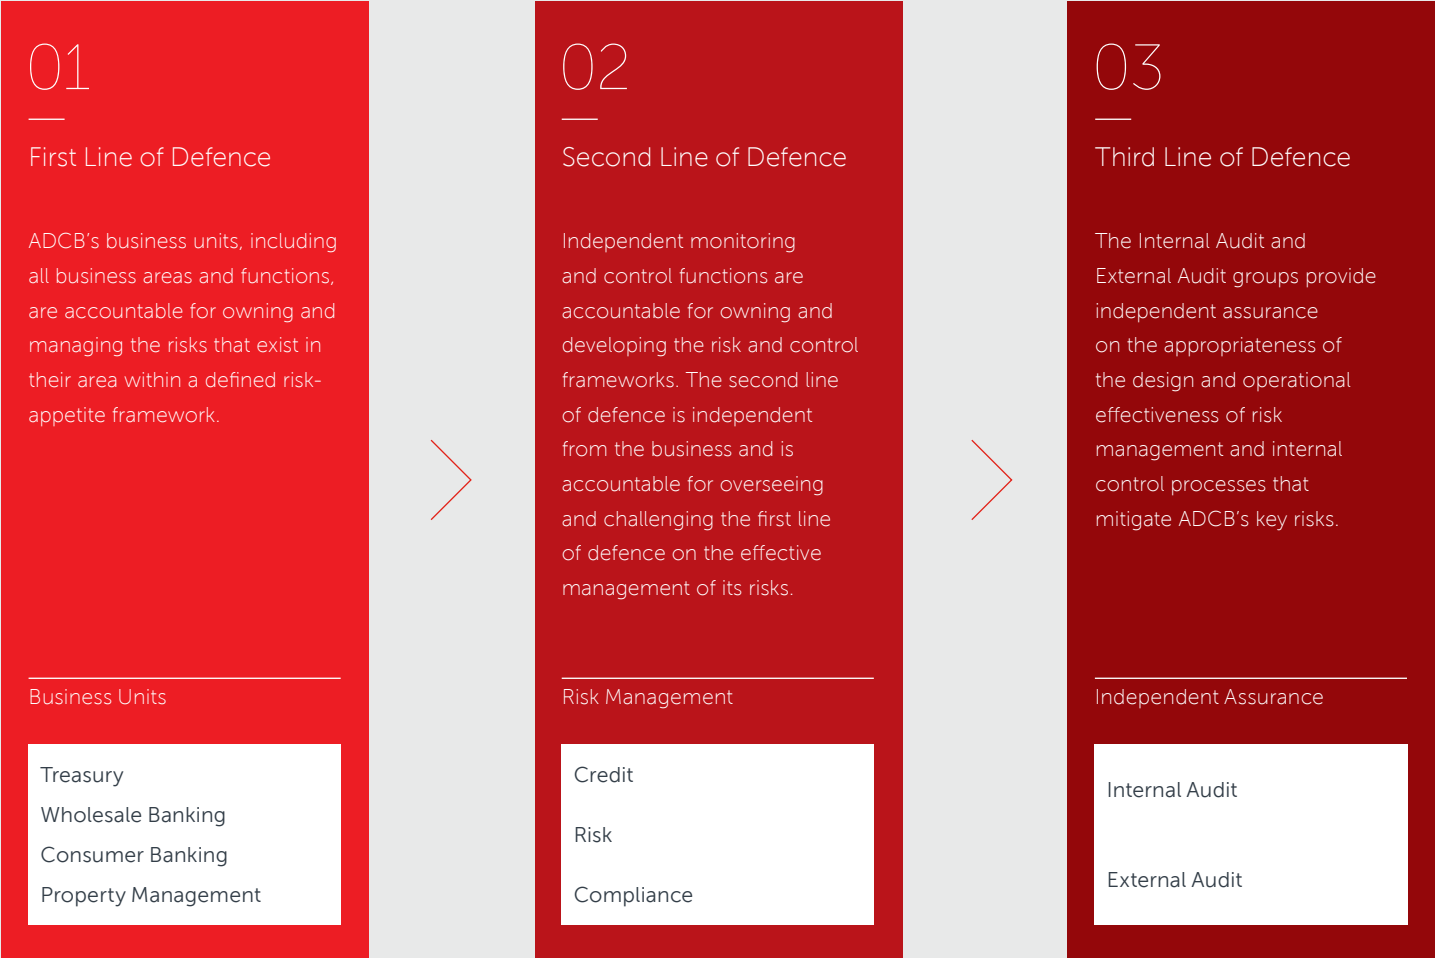 01
First Line of Defence
ADCB’s business units, including
all business areas and functions,
are accountable for owning and
managing the risks that exist in
their area within a defined risk-
appetite framework.
Business Units
Treasury
Wholesale Banking
Consumer Banking
Property Management
02
Second Line of Defence
Independent monitoring
and control functions are
accountable for owning and
developing the risk and control
frameworks. The second line
of defence is independent
from the business and is
accountable for overseeing
and challenging the first line
of defence on the effective
management of its risks.
Risk Management
Credit
Risk
Compliance
03
Third Line of Defence
The Internal Audit and
External Audit groups provide
independent assurance
on the appropriateness of
the design and operational
effectiveness of risk
management and internal
control processes that
mitigate ADCB’s key risks.
Independent Assurance
Internal Audit
External Audit